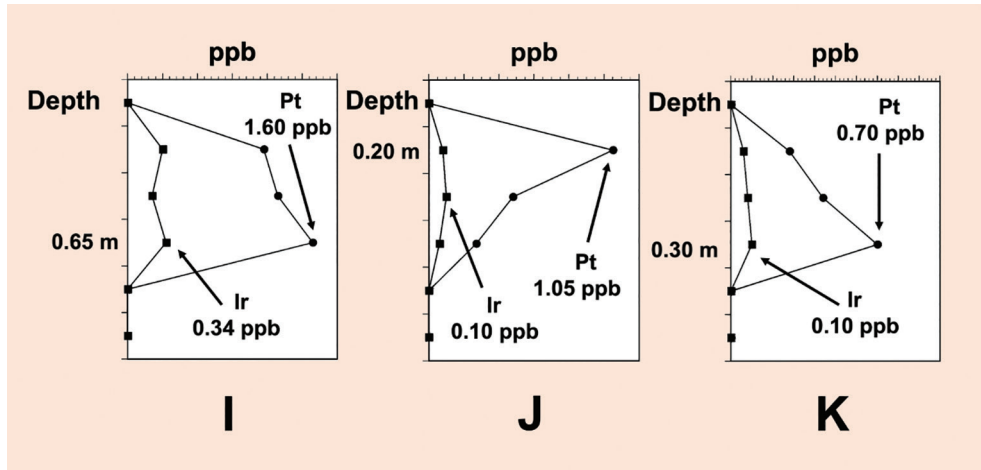 ppb
Depth
Pt
1.60 ppb
0.65 m
Ir
0.34 ppb
I
ppb
Depth
0.20 m
Pt
1.05 ppb
Ir
0.10 ppb
J
ppb
Depth
Pt
0.70 ppb
0.30 m
Ir
0.10 ppb
K